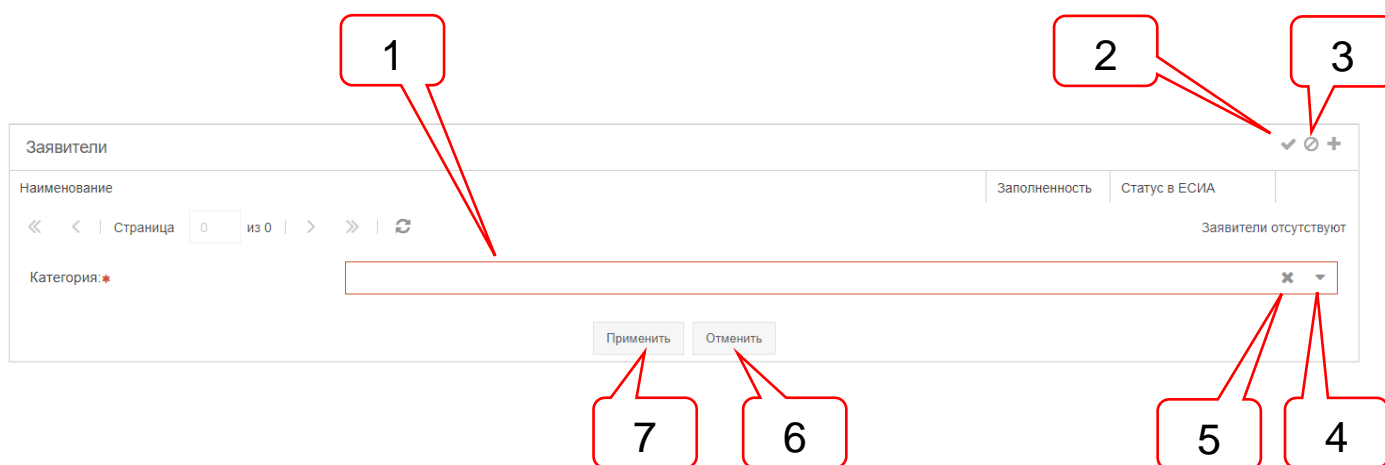 1
2
3
Заявители
Наименование
Заполненность
Статус в ЕСИА
Страница 0 из 0
Заявители отсутствуют
Категория:*
Применить
Отменить
7
6
5
4